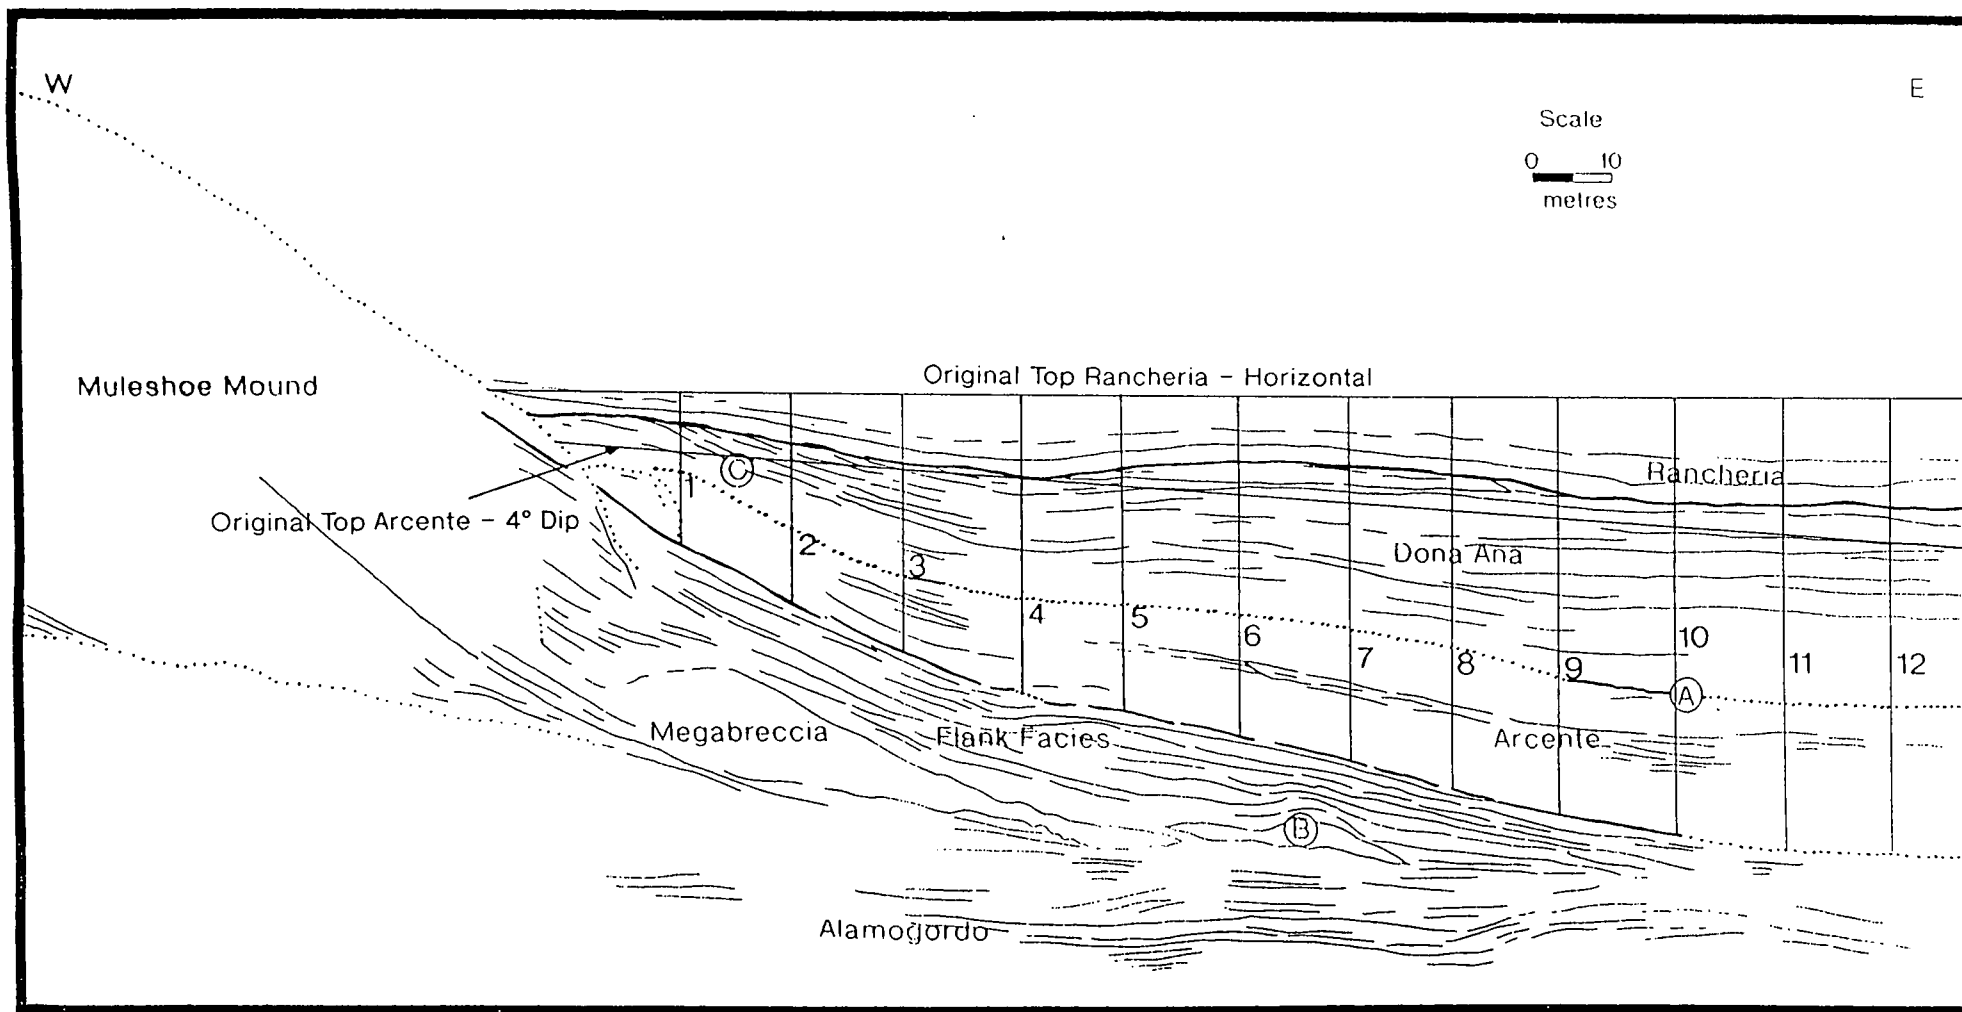 W
E
Scale
0 10
metres
Original Top Rancheria - Horizontal
Muleshoe Mound
Rancheria
C
1
Original Top Arcente - 4° Dip
2
Dona Ana
3
4
5
6
7
8
9
10
11
12
A
Megabreccia
Flank Facies
Arcente
B
Alamogordo